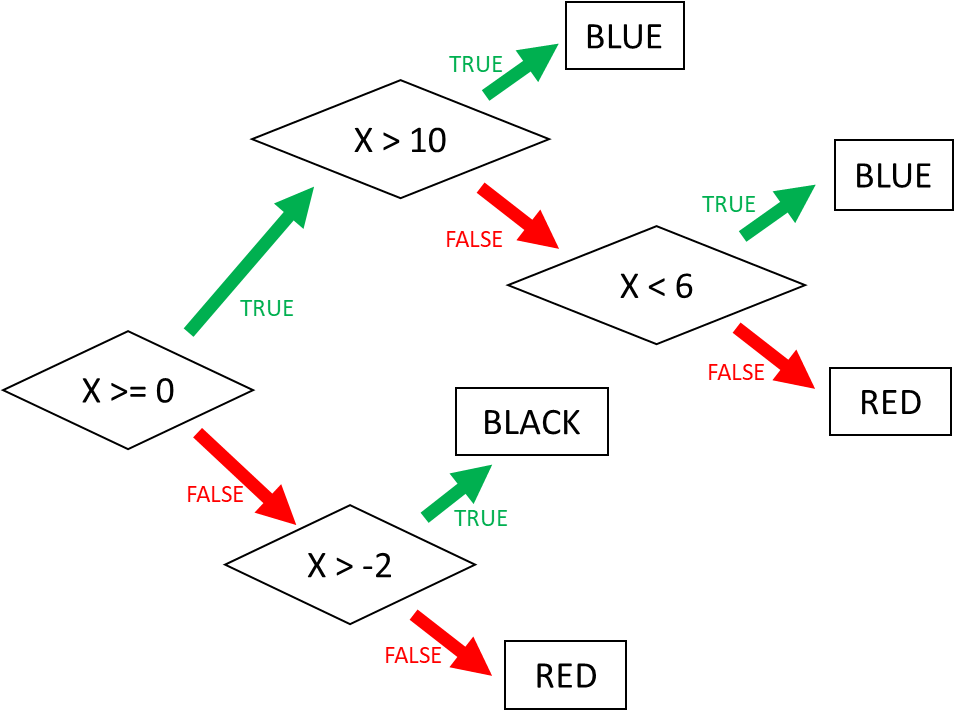 BLUE
TRUE
X > 10
BLUE
TRUE
FALSE
X < 6
TRUE
FALSE
X >= 0
RED
BLACK
FALSE
TRUE
X > -2
FALSE
RED